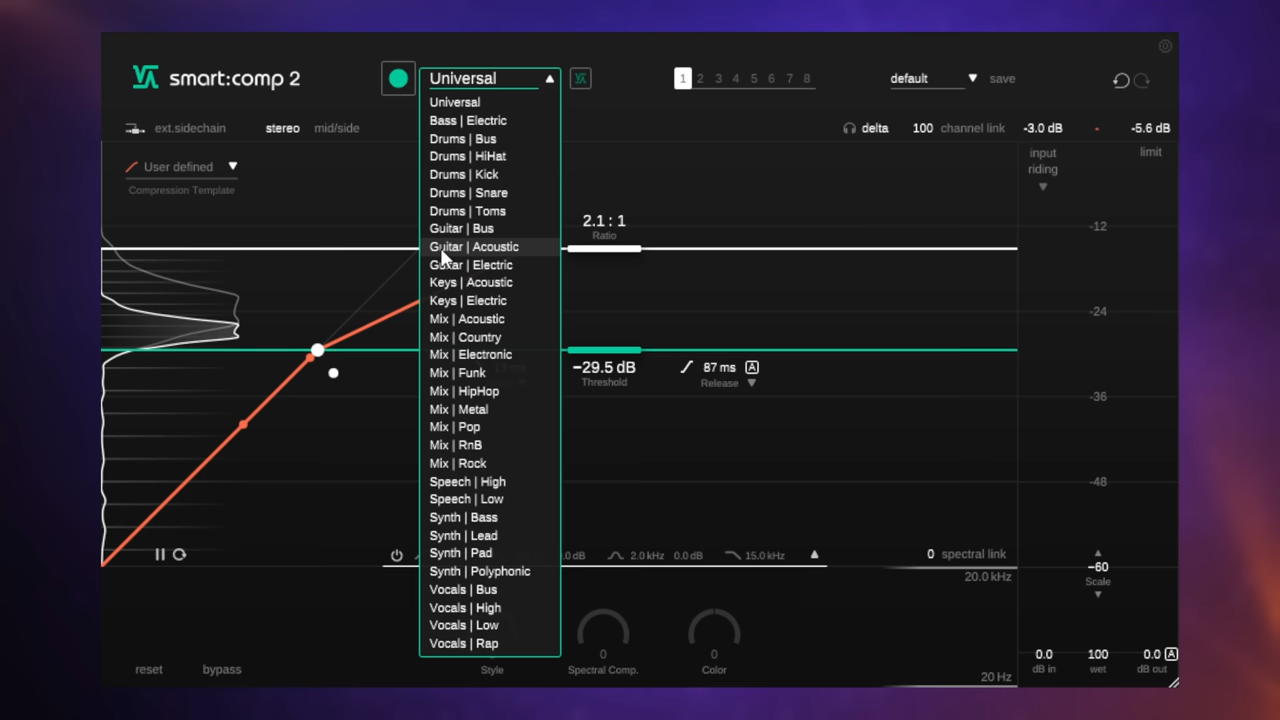 smart:comp 2
Universal
1 2 3 4 5 6 7 8
default
save
ext.sidechain
stereo mid/side
delta
100 channel link
-3.0 dB
-
-5.6 dB
User defined
Compression Template
input riding
limit
Universal
Bass | Electric
Drums | Bus
Drums | HiHat
Drums | Kick
Drums | Snare
Drums | Toms
Guitar | Bus
Guitar | Acoustic
Guitar | Electric
Keys | Acoustic
Keys | Electric
Mix | Acoustic
Mix | Country
Mix | Electronic
Mix | Funk
Mix | HipHop
Mix | Metal
Mix | Pop
Mix | RnB
Mix | Rock
Speech | High
Speech | Low
Synth | Bass
Synth | Lead
Synth | Pad
Synth | Polyphonic
Vocals | Bus
Vocals | High
Vocals | Low
Vocals | Rap
2.1 : 1
Ratio
−29.5 dB
Threshold
87 ms A
Release
-12
-24
-36
-48
−60
Scale
.0 dB
2.0 kHz 0.0 dB
15.0 kHz
0 spectral link
20.0 kHz
20 Hz
Style
0
Spectral Comp.
0
Color
reset
bypass
0.0
dB in
100
wet
0.0 A
dB out